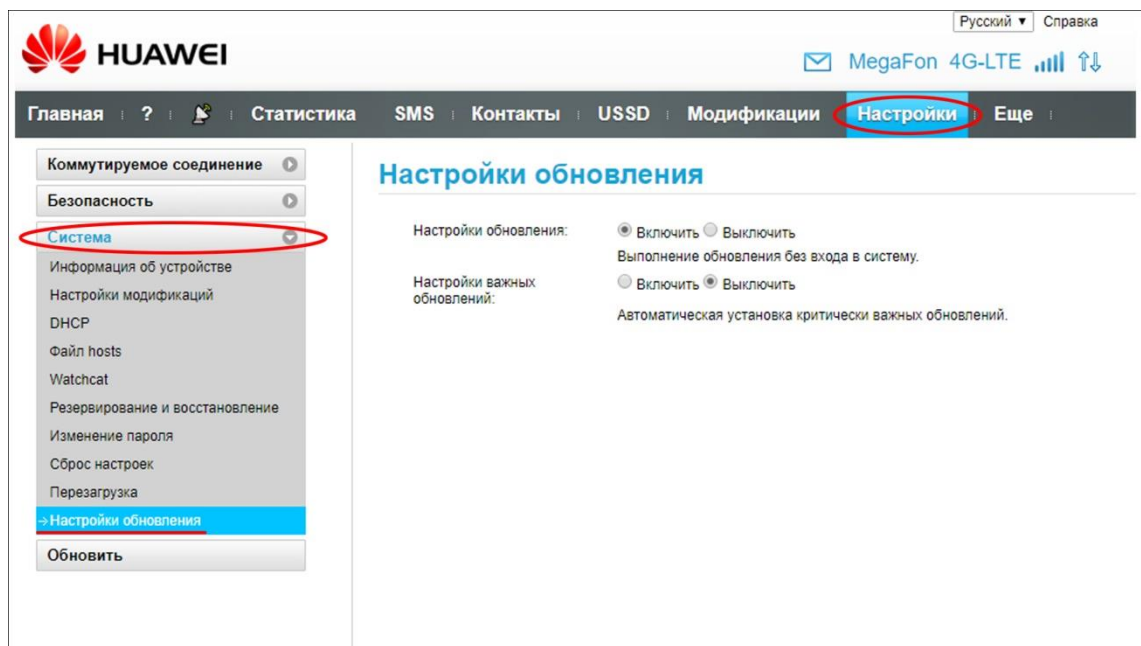 Русский ▼ Справка
HUAWEI
MegaFon 4G-LTE
Главная ? Статистика SMS Контакты USSD Модификации Настройки Еще
Коммутируемое соединение
Безопасность
Система
Информация об устройстве
Настройки модификаций
DHCP
Файл hosts
Watchcat
Резервирование и восстановление
Изменение пароля
Сброс настроек
Перезагрузка
→Настройки обновления
Обновить
Настройки обновления
Настройки обновления: Включить Выключить
Выполнение обновления без входа в систему.
Настройки важных
обновлений:
Включить Выключить
Автоматическая установка критически важных обновлений.